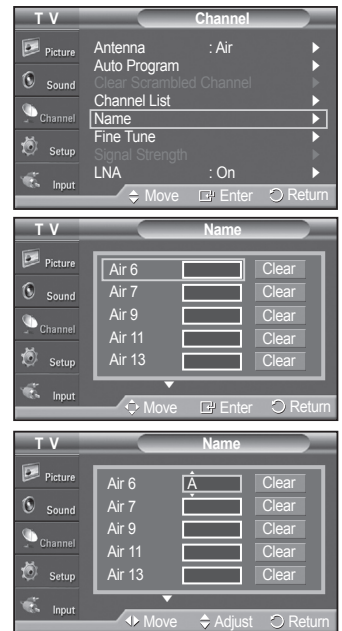 T V Channel
Picture
Sound
Channel
Setup
Input
Antenna : Air
Auto Program
Clear Scrambled Channel
Channel List
Name
Fine Tune
Signal Strength
LNA : On
Move Enter Return
T V Name
Picture
Sound
Channel
Setup
Input
Air 6 Clear
Air 7 Clear
Air 9 Clear
Air 11 Clear
Air 13 Clear
Move Enter Return
T V Name
Picture
Sound
Channel
Setup
Input
Air 6 A Clear
Air 7 Clear
Air 9 Clear
Air 11 Clear
Air 13 Clear
Move Adjust Return